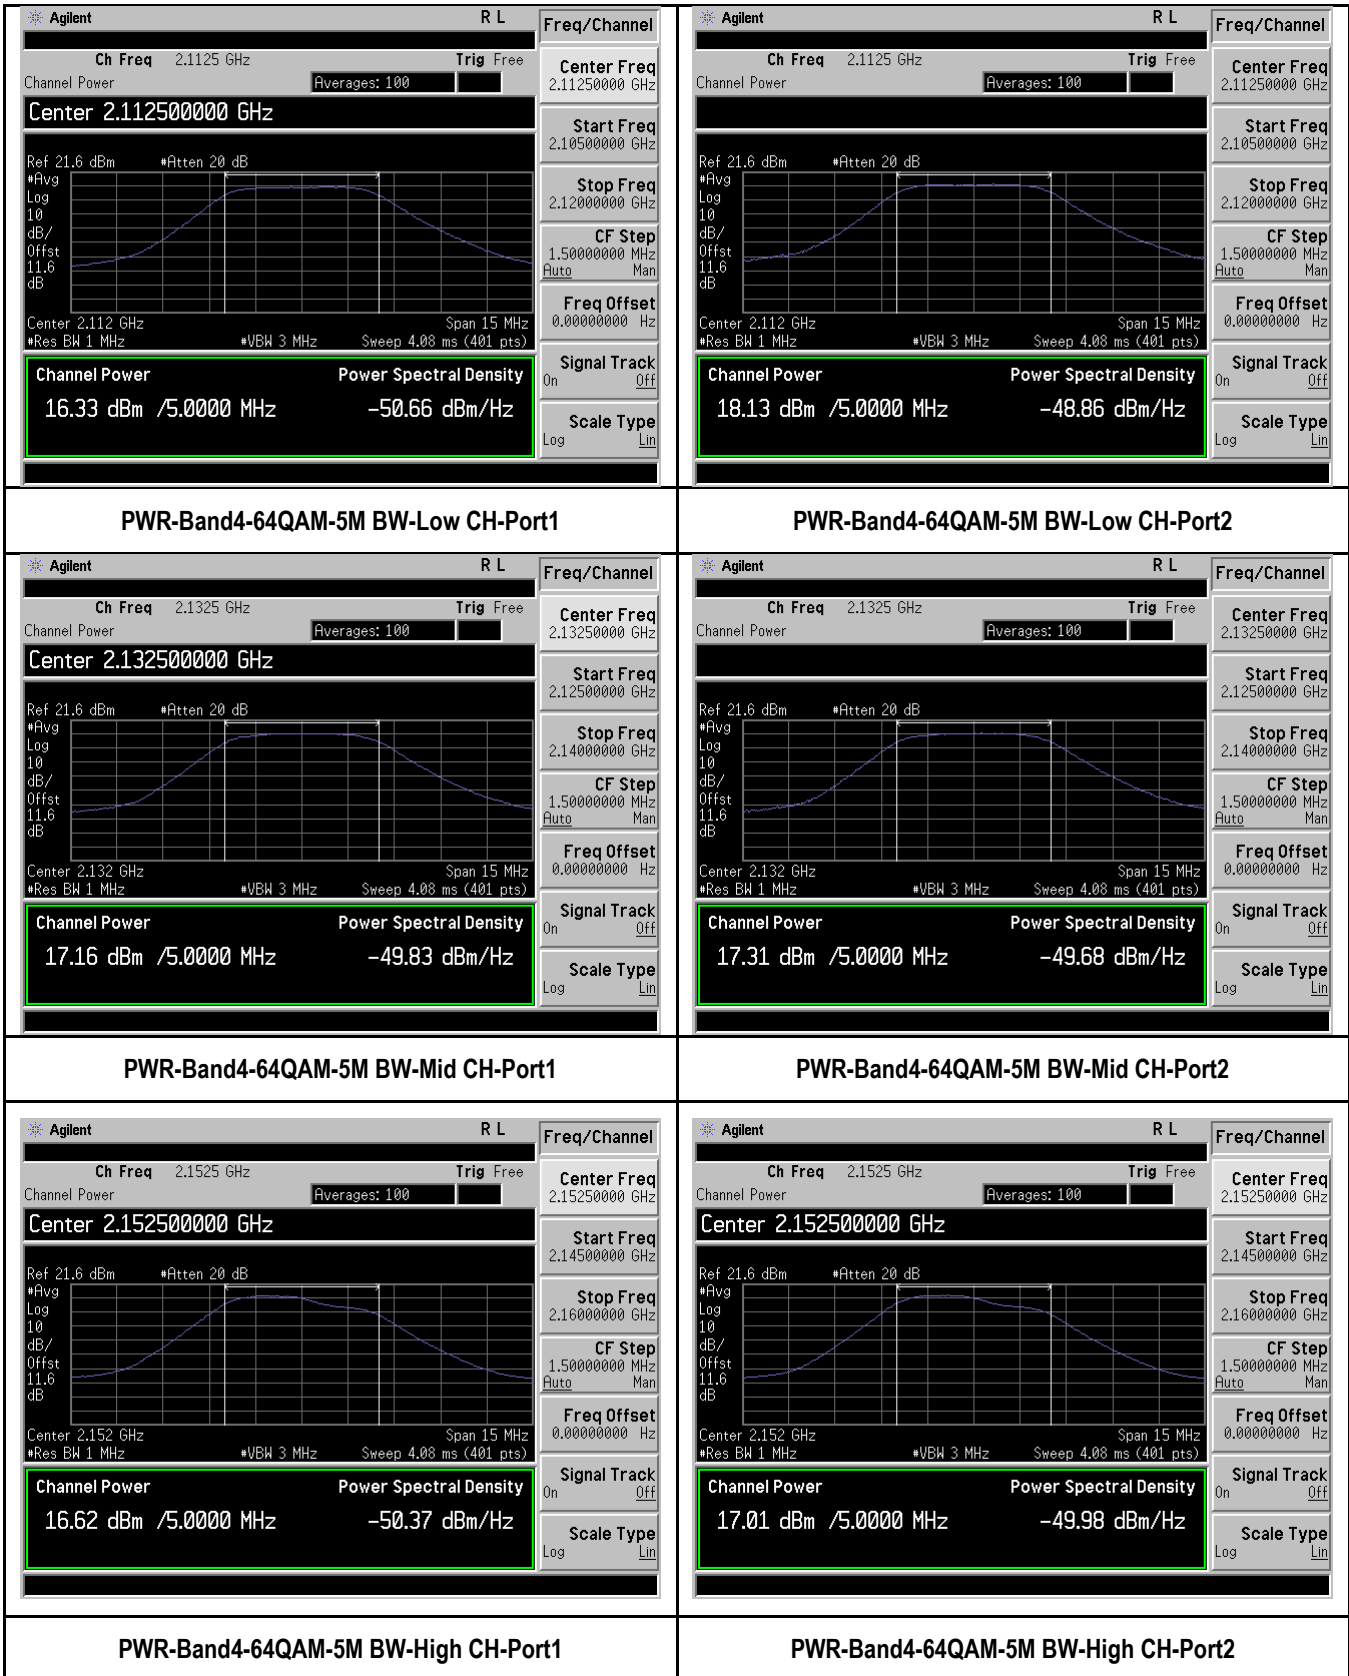 Agilent
R L
Freq/Channel
Ch Freq 2.1125 GHz
Trig Free
Channel Power
Averages: 100
Center 2.112500000 GHz
Center Freq
2.11250000 GHz
Start Freq
2.10500000 GHz
Stop Freq
2.12000000 GHz
CF Step
1.50000000 MHz
Auto Man
Freq Offset
0.00000000 Hz
Signal Track
On Off
Scale Type
Log Lin
Ref 21.6 dBm #Atten 20 dB
#Avg
Log
10
dB/
Offst
11.6
dB
Center 2.112 GHz Span 15 MHz
#Res BW 1 MHz #VBW 3 MHz Sweep 4.08 ms (401 pts)
Channel Power Power Spectral Density
16.33 dBm /5.0000 MHz -50.66 dBm/Hz
PWR-Band4-64QAM-5M BW-Low CH-Port1
Agilent
R L
Freq/Channel
Ch Freq 2.1125 GHz
Trig Free
Channel Power
Averages: 100
Center Freq
2.11250000 GHz
Start Freq
2.10500000 GHz
Stop Freq
2.12000000 GHz
CF Step
1.50000000 MHz
Auto Man
Freq Offset
0.00000000 Hz
Signal Track
On Off
Scale Type
Log Lin
Ref 21.6 dBm #Atten 20 dB
#Avg
Log
10
dB/
Offst
11.6
dB
Center 2.112 GHz Span 15 MHz
#Res BW 1 MHz #VBW 3 MHz Sweep 4.08 ms (401 pts)
Channel Power Power Spectral Density
18.13 dBm /5.0000 MHz -48.86 dBm/Hz
PWR-Band4-64QAM-5M BW-Low CH-Port2
Agilent
R L
Freq/Channel
Ch Freq 2.1325 GHz
Trig Free
Channel Power
Averages: 100
Center 2.132500000 GHz
Center Freq
2.13250000 GHz
Start Freq
2.12500000 GHz
Stop Freq
2.14000000 GHz
CF Step
1.50000000 MHz
Auto Man
Freq Offset
0.00000000 Hz
Signal Track
On Off
Scale Type
Log Lin
Ref 21.6 dBm #Atten 20 dB
#Avg
Log
10
dB/
Offst
11.6
dB
Center 2.132 GHz Span 15 MHz
#Res BW 1 MHz #VBW 3 MHz Sweep 4.08 ms (401 pts)
Channel Power Power Spectral Density
17.16 dBm /5.0000 MHz -49.83 dBm/Hz
PWR-Band4-64QAM-5M BW-Mid CH-Port1
Agilent
R L
Freq/Channel
Ch Freq 2.1325 GHz
Trig Free
Channel Power
Averages: 100
Center Freq
2.13250000 GHz
Start Freq
2.12500000 GHz
Stop Freq
2.14000000 GHz
CF Step
1.50000000 MHz
Auto Man
Freq Offset
0.00000000 Hz
Signal Track
On Off
Scale Type
Log Lin
Ref 21.6 dBm #Atten 20 dB
#Avg
Log
10
dB/
Offst
11.6
dB
Center 2.132 GHz Span 15 MHz
#Res BW 1 MHz #VBW 3 MHz Sweep 4.08 ms (401 pts)
Channel Power Power Spectral Density
17.31 dBm /5.0000 MHz -49.68 dBm/Hz
PWR-Band4-64QAM-5M BW-Mid CH-Port2
Agilent
R L
Freq/Channel
Ch Freq 2.1525 GHz
Trig Free
Channel Power
Averages: 100
Center 2.152500000 GHz
Center Freq
2.15250000 GHz
Start Freq
2.14500000 GHz
Stop Freq
2.16000000 GHz
CF Step
1.50000000 MHz
Auto Man
Freq Offset
0.00000000 Hz
Signal Track
On Off
Scale Type
Log Lin
Ref 21.6 dBm #Atten 20 dB
#Avg
Log
10
dB/
Offst
11.6
dB
Center 2.152 GHz Span 15 MHz
#Res BW 1 MHz #VBW 3 MHz Sweep 4.08 ms (401 pts)
Channel Power Power Spectral Density
16.62 dBm /5.0000 MHz -50.37 dBm/Hz
PWR-Band4-64QAM-5M BW-High CH-Port1
Agilent
R L
Freq/Channel
Ch Freq 2.1525 GHz
Trig Free
Channel Power
Averages: 100
Center 2.152500000 GHz
Center Freq
2.15250000 GHz
Start Freq
2.14500000 GHz
Stop Freq
2.16000000 GHz
CF Step
1.50000000 MHz
Auto Man
Freq Offset
0.00000000 Hz
Signal Track
On Off
Scale Type
Log Lin
Ref 21.6 dBm #Atten 20 dB
#Avg
Log
10
dB/
Offst
11.6
dB
Center 2.152 GHz Span 15 MHz
#Res BW 1 MHz #VBW 3 MHz Sweep 4.08 ms (401 pts)
Channel Power Power Spectral Density
17.01 dBm /5.0000 MHz -49.98 dBm/Hz
PWR-Band4-64QAM-5M BW-High CH-Port2